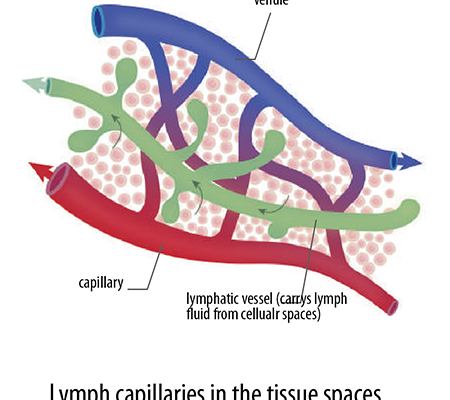 venule
capillary
lymphatic vessel (carrys lymph
fluid from cellualr spaces)
Lymph capillaries in the tissue spaces